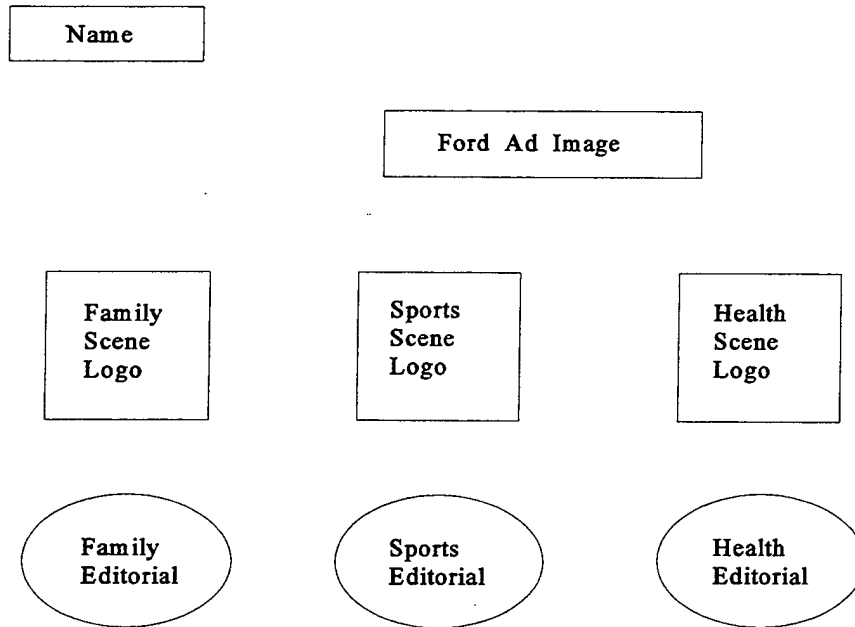 Name
Ford Ad Image
Family
Scene
Logo
Sports
Scene
Logo
Health
Scene
Logo
Family
Editorial
Sports
Editorial
Health
Editorial